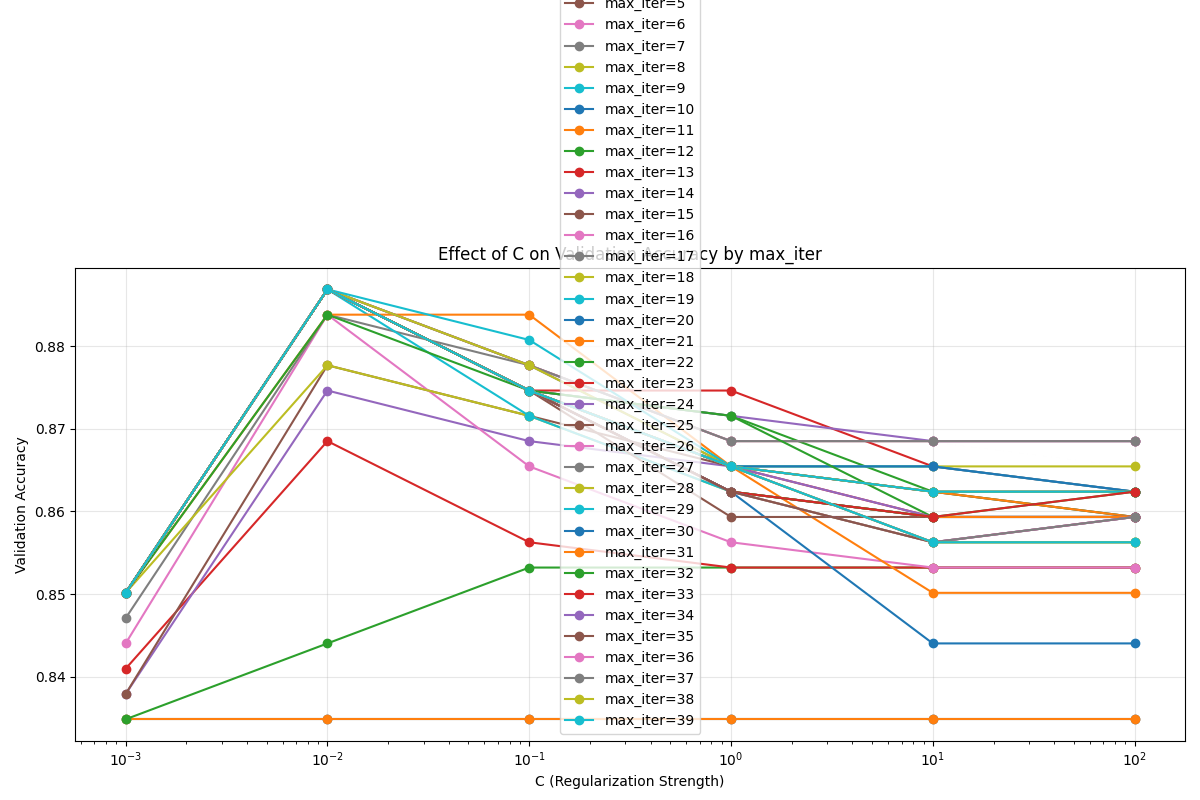 max_iter=5
max_iter=6
max_iter=7
max_iter=8
max_iter=9
max_iter=10
max_iter=11
max_iter=12
max_iter=13
max_iter=14
max_iter=15
max_iter=16
Effect of C on Validation Accuracy by max_iter
max_iter=17
max_iter=18
max_iter=19
max_iter=20
max_iter=21
max_iter=22
max_iter=23
max_iter=24
max_iter=25
max_iter=26
max_iter=27
max_iter=28
max_iter=29
max_iter=30
max_iter=31
max_iter=32
max_iter=33
max_iter=34
max_iter=35
max_iter=36
max_iter=37
max_iter=38
max_iter=39
Validation Accuracy
0.88
0.87
0.86
0.85
0.84
10⁻³ 10⁻² 10⁻¹ 10⁰ 10¹ 10²
C (Regularization Strength)